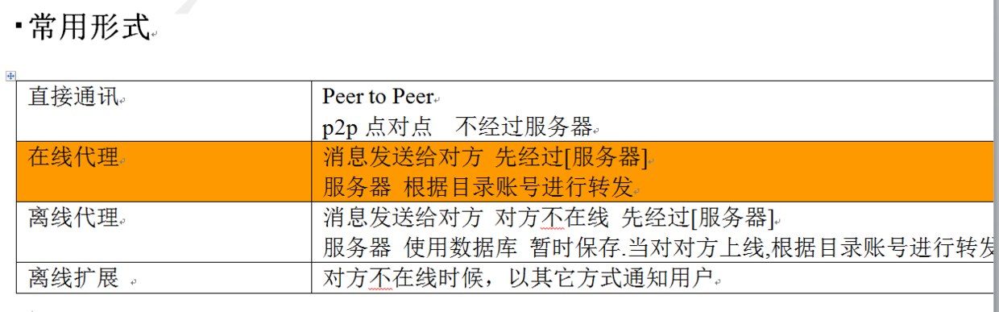 常用形式
直接通讯
Peer to Peer
p2p 点对点 不经过服务器
在线代理
消息发送给对方 先经过[服务器]
服务器 根据目录账号进行转发
离线代理
消息发送给对方 对方不在线 先经过[服务器]
服务器 使用数据库 暂时保存.当对对方上线,根据目录账号进行转发
离线扩展
对方不在线时候，以其它方式通知用户